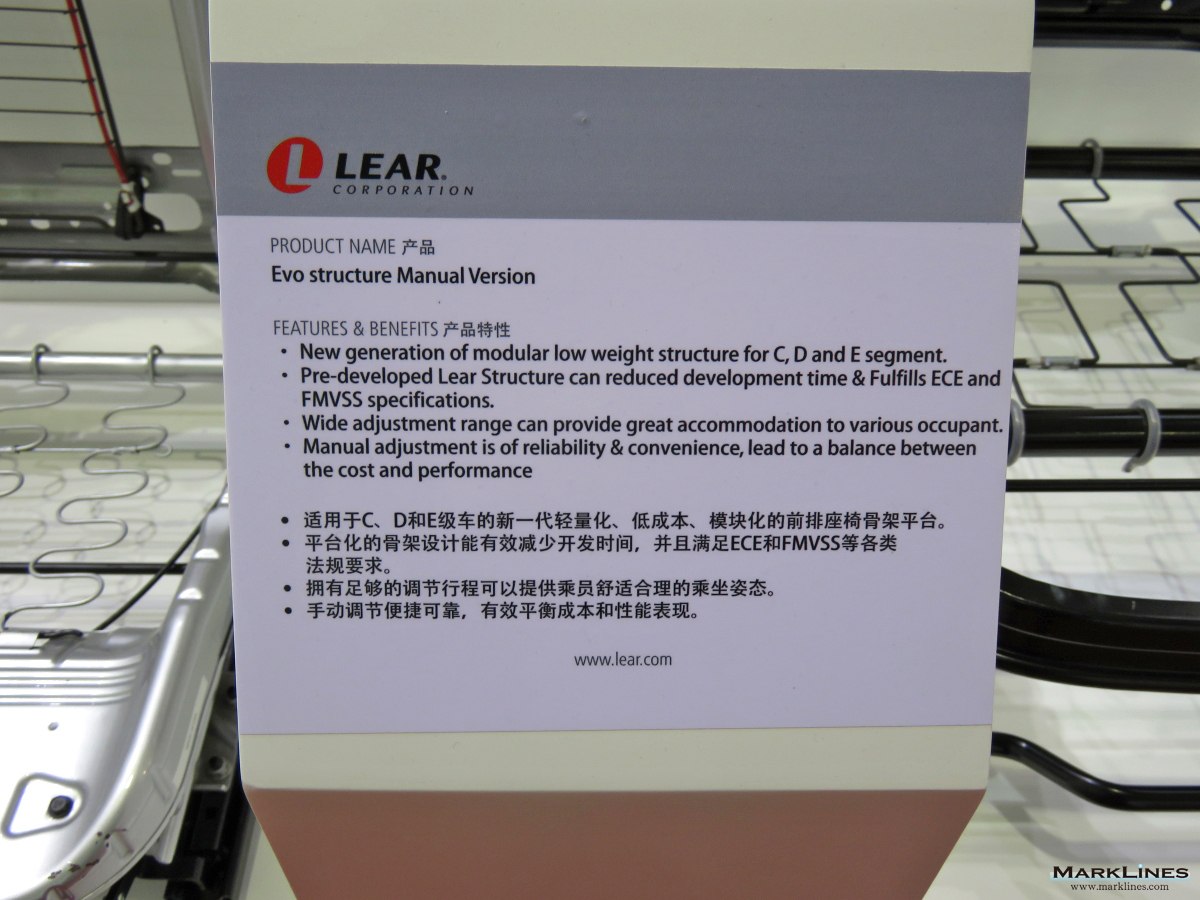 LEAR.
CORPORATION
PRODUCT NAME 产品
Evo structure Manual Version
FEATURES & BENEFITS 产品特性
· New generation of modular low weight structure for C, D and E segment.
· Pre-developed Lear Structure can reduced development time & Fulfills ECE and
FMVSS specifications.
· Wide adjustment range can provide great accommodation to various occupant.
· Manual adjustment is of reliability & convenience, lead to a balance between
the cost and performance
• 适用于C、D和E级车的新一代轻量化、低成本、模块化的前排座椅骨架平台。
• 平台化的骨架设计能有效减少开发时间，并且满足ECE和FMVSS等各类
法规要求。
• 拥有足够的调节行程可以提供乘员舒适合理的乘坐姿态。
• 手动调节便捷可靠，有效平衡成本和性能表现。
www.lear.com
MARKLINES
www.marklines.com